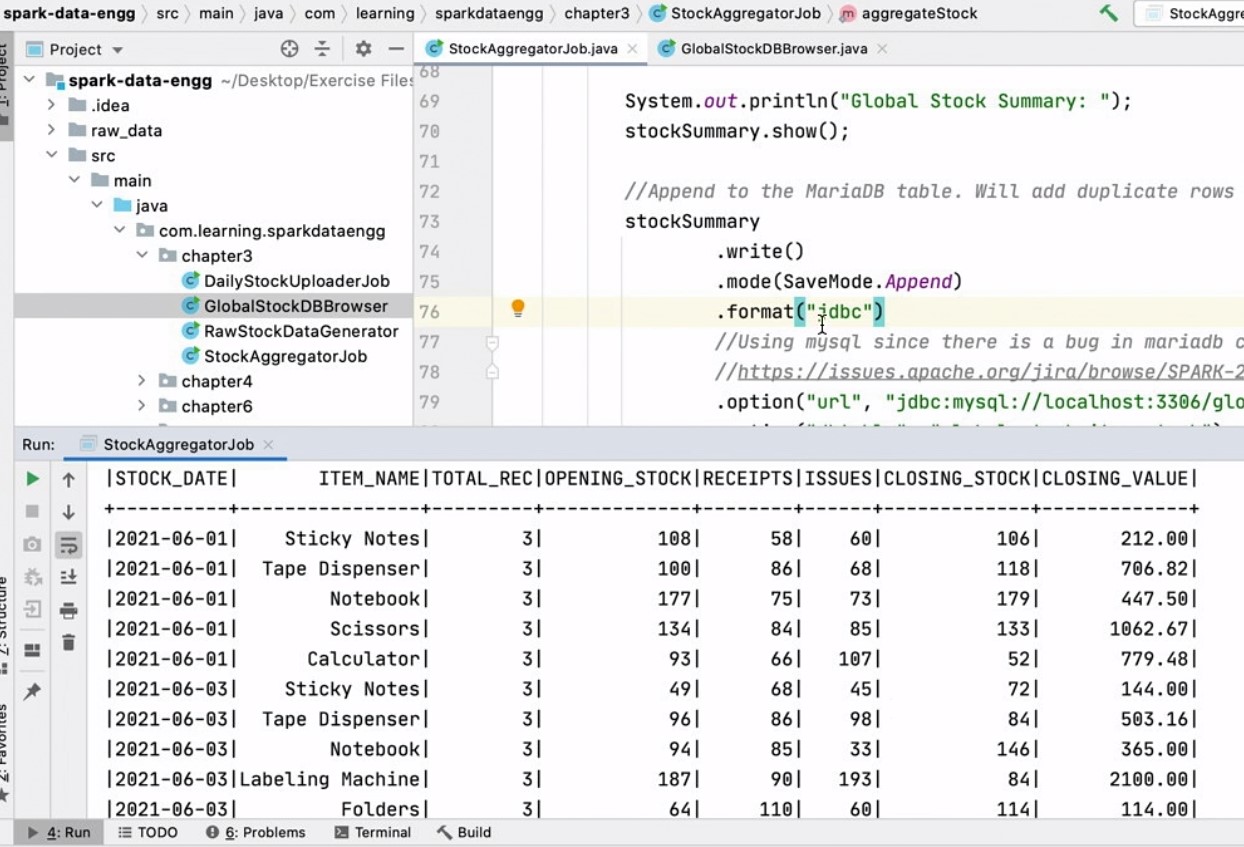 spark-data-engg src main java com learning sparkdataengg chapter3 StockAggregatorJob aggregateStock StockAggre
Project StockAggregatorJob.java GlobalStockDBBrowser.java
1: Project
spark-data-engg ~/Desktop/Exercise Files
.idea
raw_data
src
main
java
com.learning.sparkdataengg
chapter3
DailyStockUploaderJob
GlobalStockDBBrowser
RawStockDataGenerator
StockAggregatorJob
chapter4
chapter6
68
69 System.out.println("Global Stock Summary: ");
70 stockSummary.show();
71
72 //Append to the MariaDB table. Will add duplicate rows
73 stockSummary
74 .write()
75 .mode(SaveMode.Append)
76 .format("jdbc")
77 //Using mysql since there is a bug in mariadb c
78 //https://issues.apache.org/jira/browse/SPARK-2
79 .option("url", "jdbc:mysql://localhost:3306/glo
Run: StockAggregatorJob
|STOCK_DATE| ITEM_NAME|TOTAL_REC|OPENING_STOCK|RECEIPTS|ISSUES|CLOSING_STOCK|CLOSING_VALUE|
+----------+-----------------+---------+-------------+--------+------+-------------+-------------+
|2021-06-01| Sticky Notes| 3| 108| 58| 60| 106| 212.00|
|2021-06-01| Tape Dispenser| 3| 100| 86| 68| 118| 706.82|
|2021-06-01| Notebook| 3| 177| 75| 73| 179| 447.50|
|2021-06-01| Scissors| 3| 134| 84| 85| 133| 1062.67|
|2021-06-01| Calculator| 3| 93| 66| 107| 52| 779.48|
|2021-06-03| Sticky Notes| 3| 49| 68| 45| 72| 144.00|
|2021-06-03| Tape Dispenser| 3| 96| 86| 98| 84| 503.16|
|2021-06-03| Notebook| 3| 94| 85| 33| 146| 365.00|
|2021-06-03|Labeling Machine| 3| 187| 90| 193| 84| 2100.00|
|2021-06-03| Folders| 3| 64| 110| 60| 114| 114.00|
7: Structure
2: Favorites
4: Run TODO 6: Problems Terminal Build